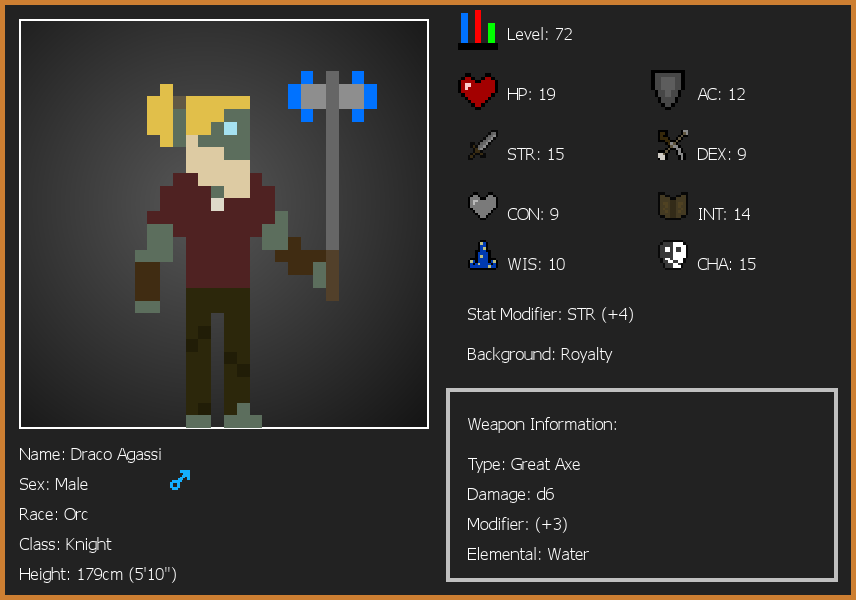 Level: 72
HP: 19
AC: 12
STR: 15
DEX: 9
CON: 9
INT: 14
WIS: 10
CHA: 15
Stat Modifier: STR (+4)
Background: Royalty
Weapon Information:
Type: Great Axe
Damage: d6
Modifier: (+3)
Elemental: Water
Name: Draco Agassi
Sex: Male
Race: Orc
Class: Knight
Height: 179cm (5'10")